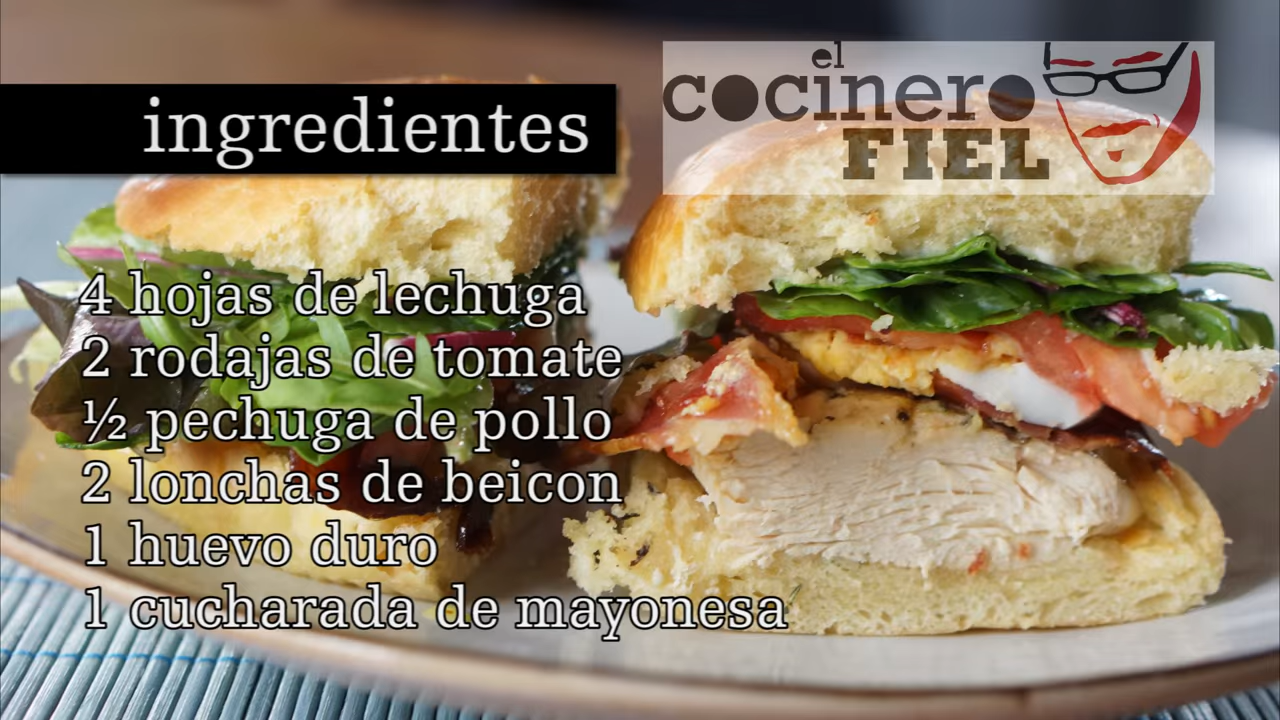 el
cocinero
FIEL
ingredientes
4 hojas de lechuga
2 rodajas de tomate
½ pechuga de pollo
2 lonchas de beicon
1 huevo duro
1 cucharada de mayonesa